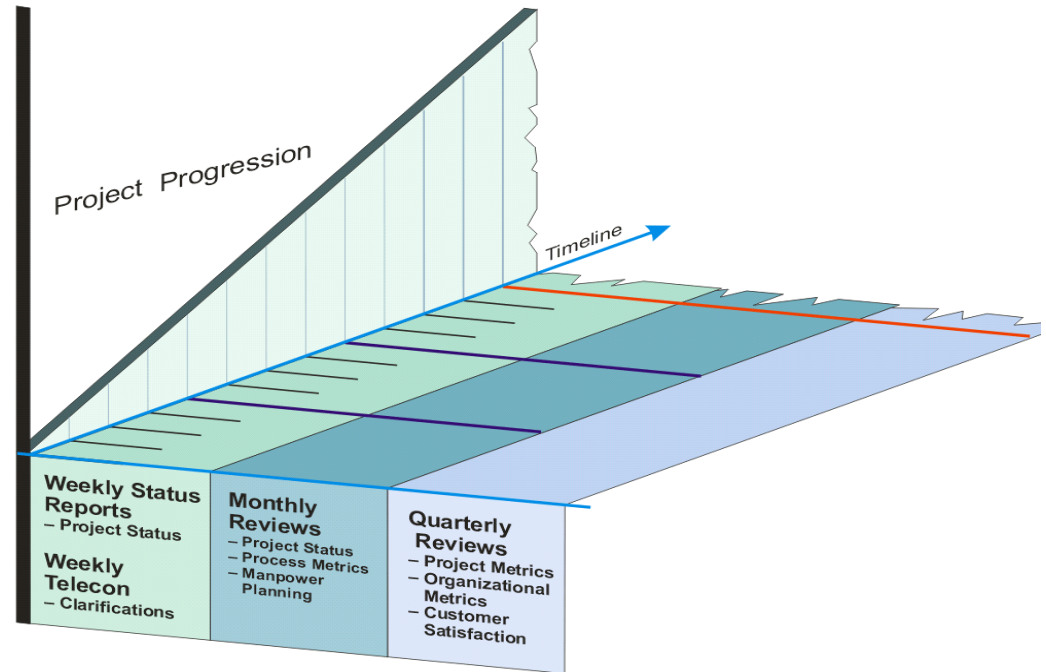 Project Progression
Timeline
Weekly Status
Reports
– Project Status
Weekly
Telecon
– Clarifications
Monthly
Reviews
– Project Status
– Process Metrics
– Manpower
Planning
Quarterly
Reviews
– Project Metrics
– Organizational
Metrics
– Customer
Satisfaction